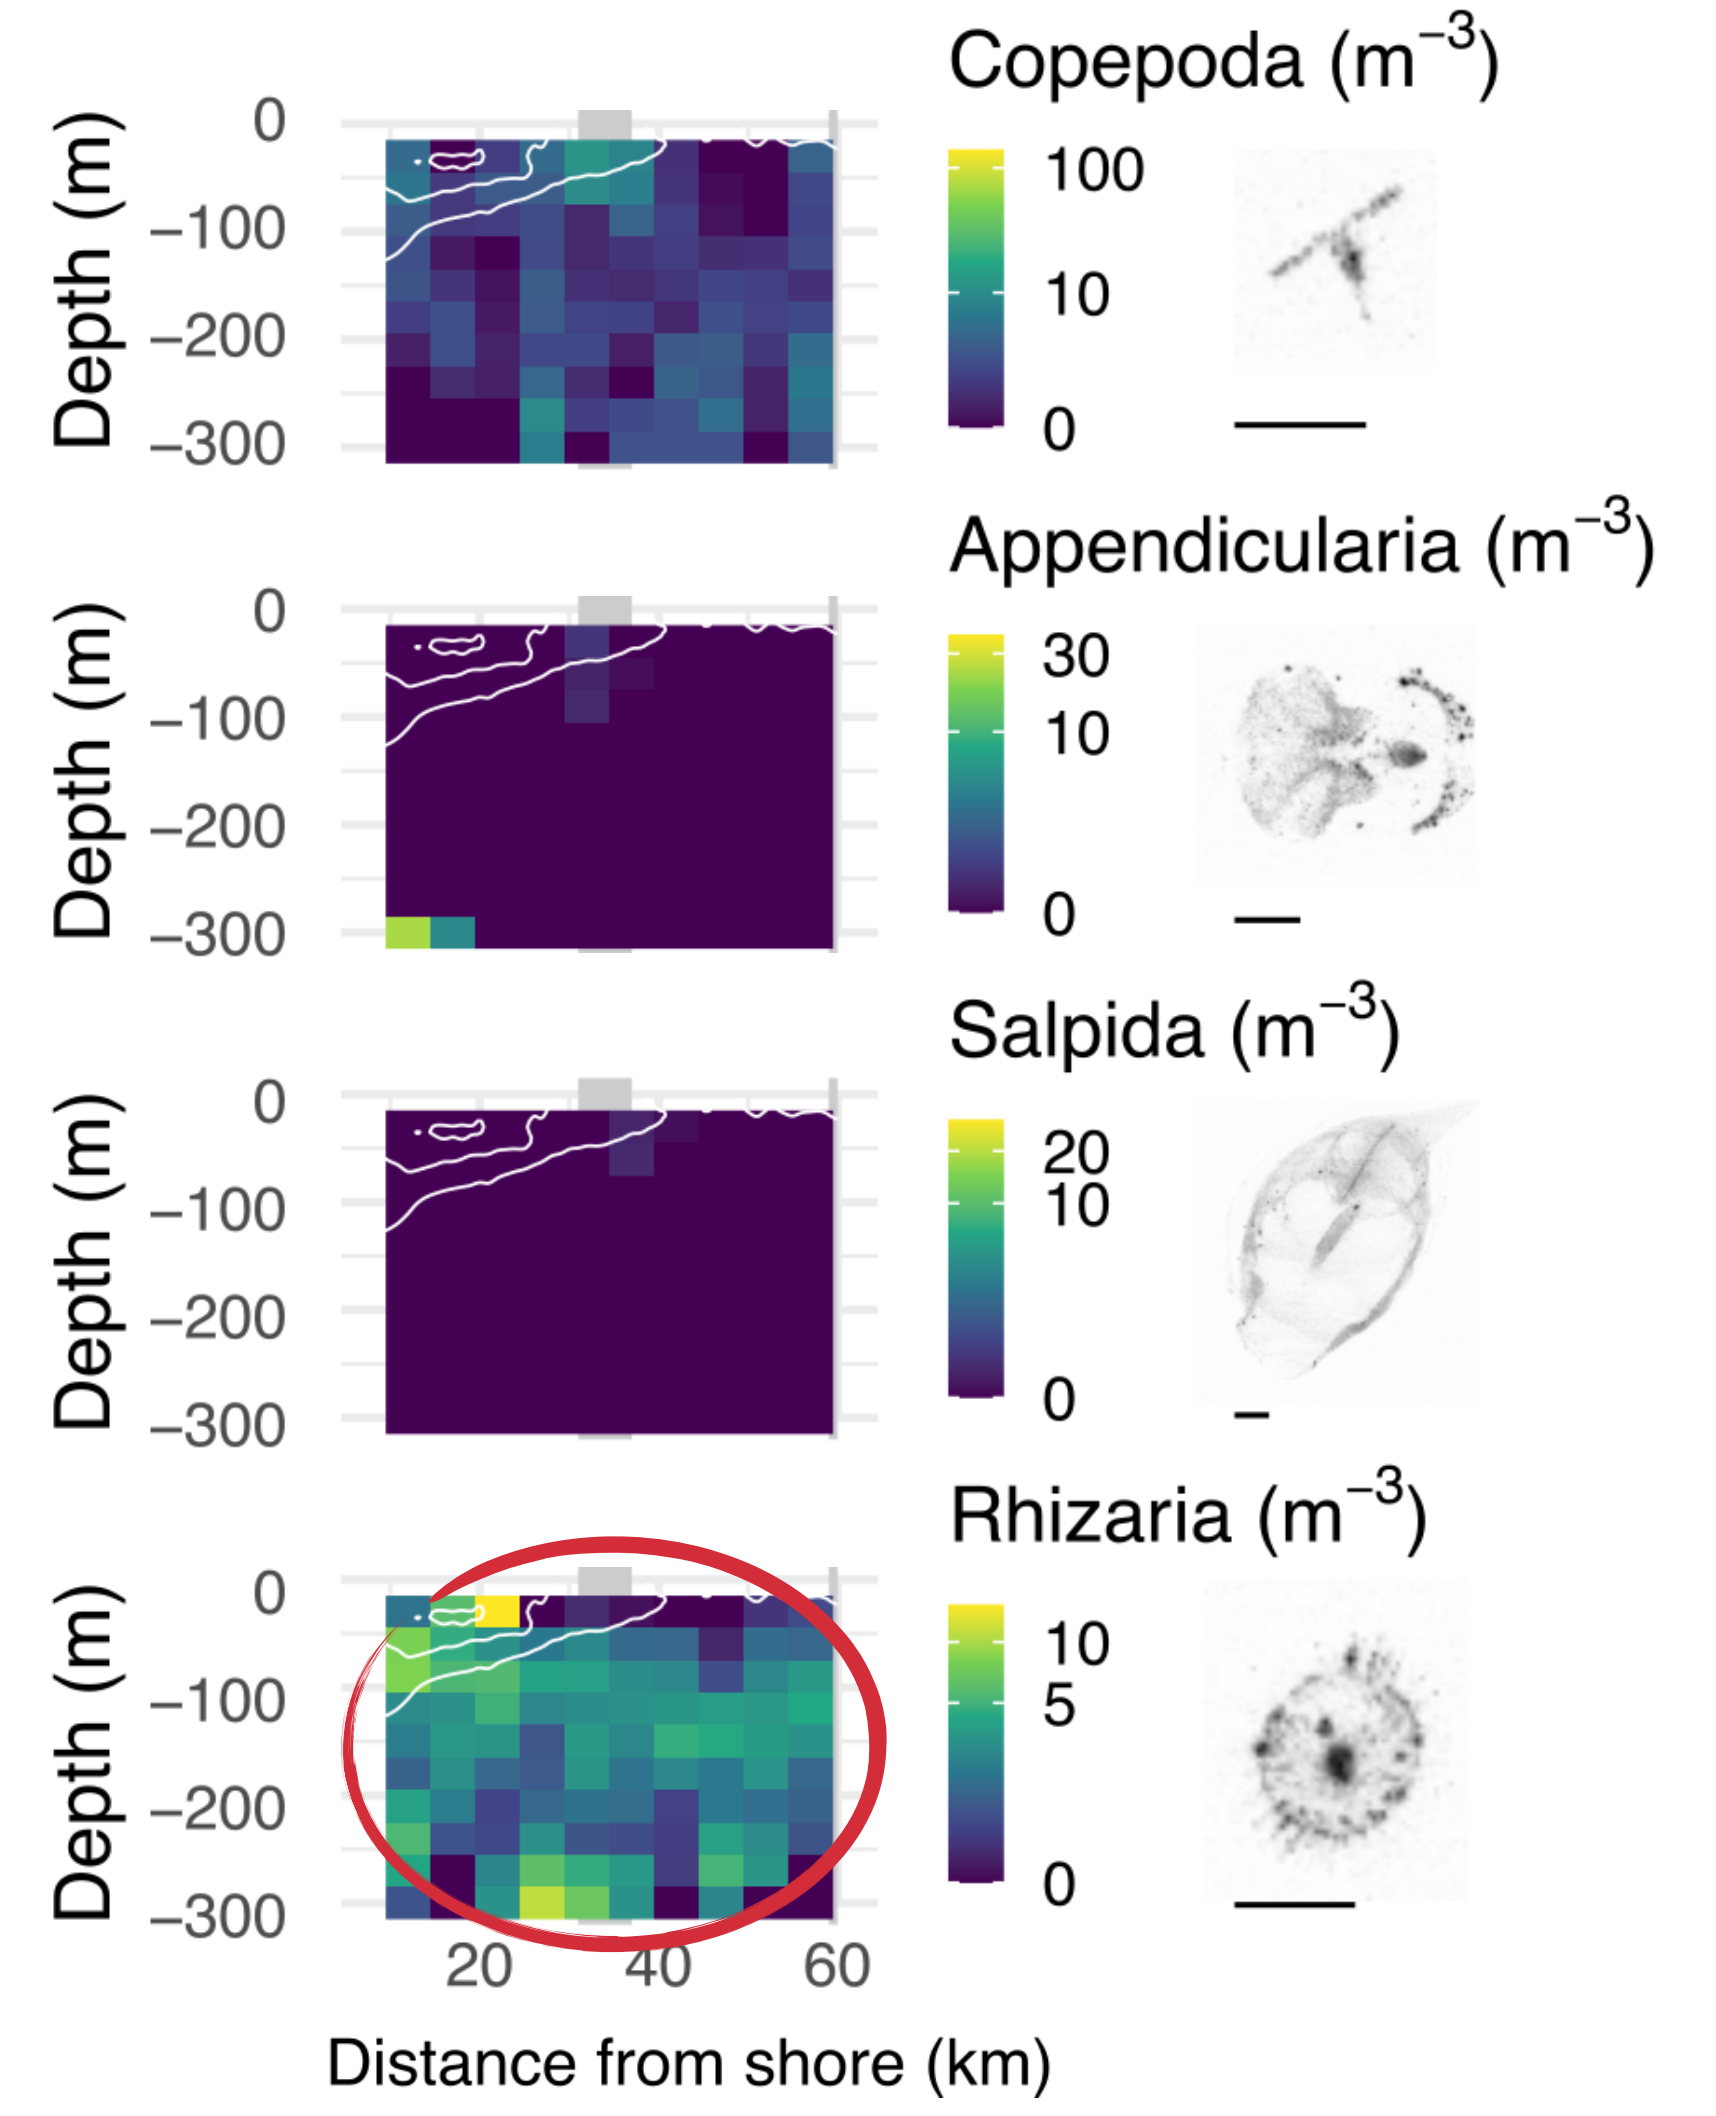 Copepoda (m⁻³)
Depth (m)
0
−100
−200
−300
100
10
0
Appendicularia (m⁻³)
Depth (m)
0
−100
−200
−300
30
10
0
Salpida (m⁻³)
Depth (m)
0
−100
−200
−300
20
10
0
Rhizaria (m⁻³)
Depth (m)
0
−100
−200
−300
10
5
0
20 40 60
Distance from shore (km)